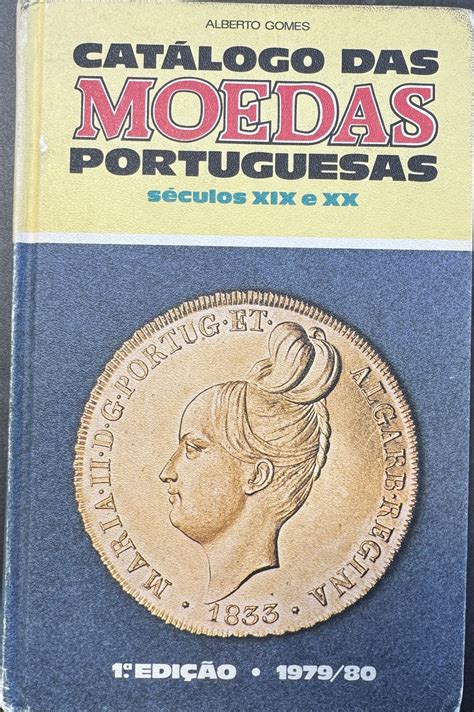 ALBERTO GOMES
CATÁLOGO DAS
MOEDAS
PORTUGUESAS
séculos XIX e XX
MARIA·II·D·G·PORTUG·ET· ALGARB·REGINA
·1833·
1.ª EDIÇÃO • 1979/80